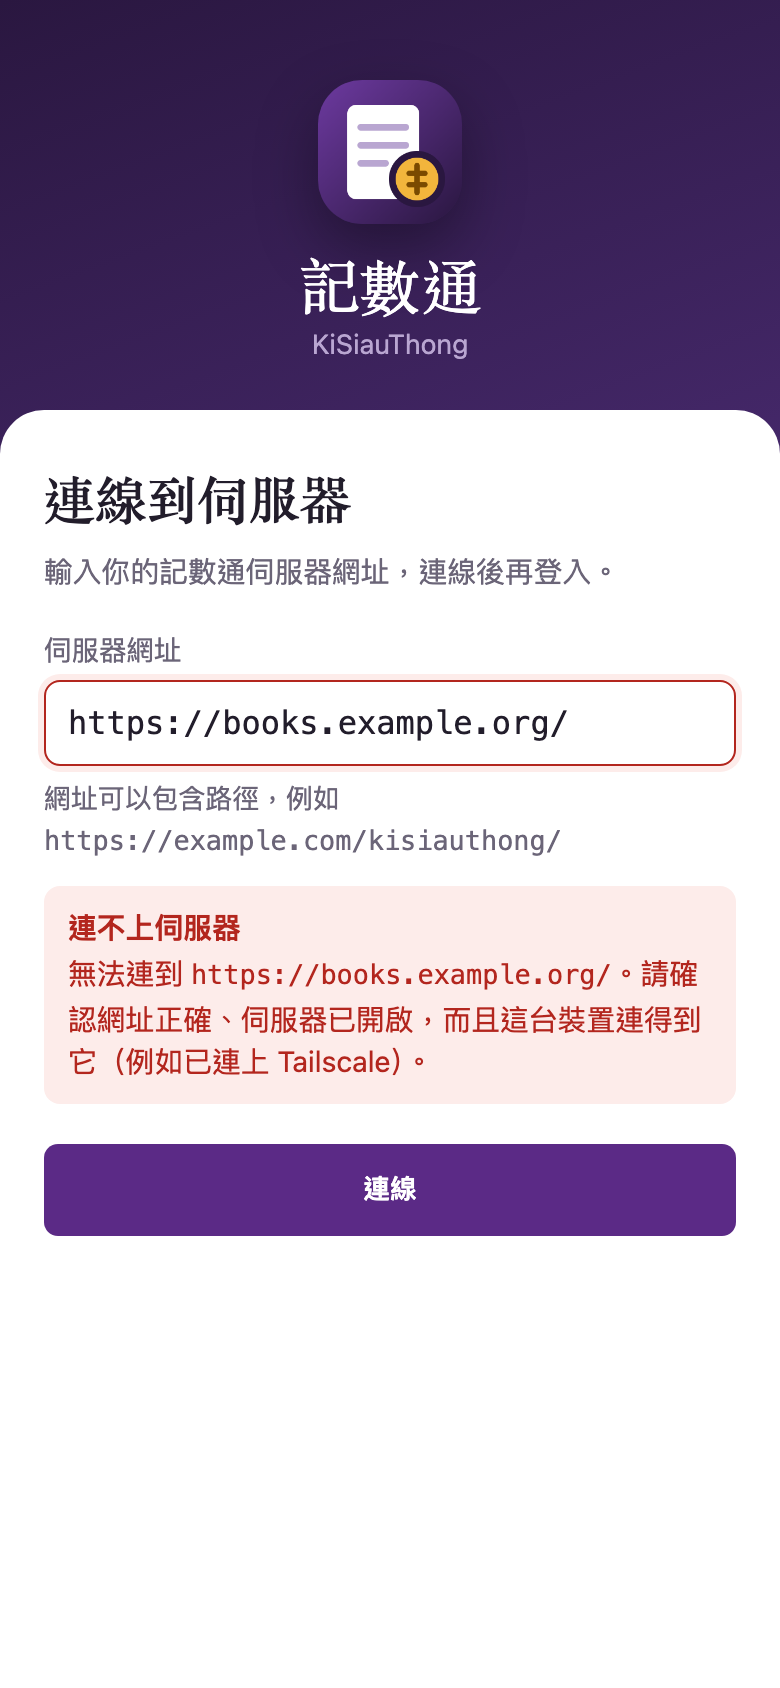 記數通
KiSiauThong
連線到伺服器
輸入你的記數通伺服器網址，連線後再登入。
伺服器網址
https://books.example.org/
網址可以包含路徑，例如
https://example.com/kisiauthong/
連不上伺服器
無法連到 https://books.example.org/。請確
認網址正確、伺服器已開啟，而且這台裝置連得到
它（例如已連上 Tailscale）。
連線